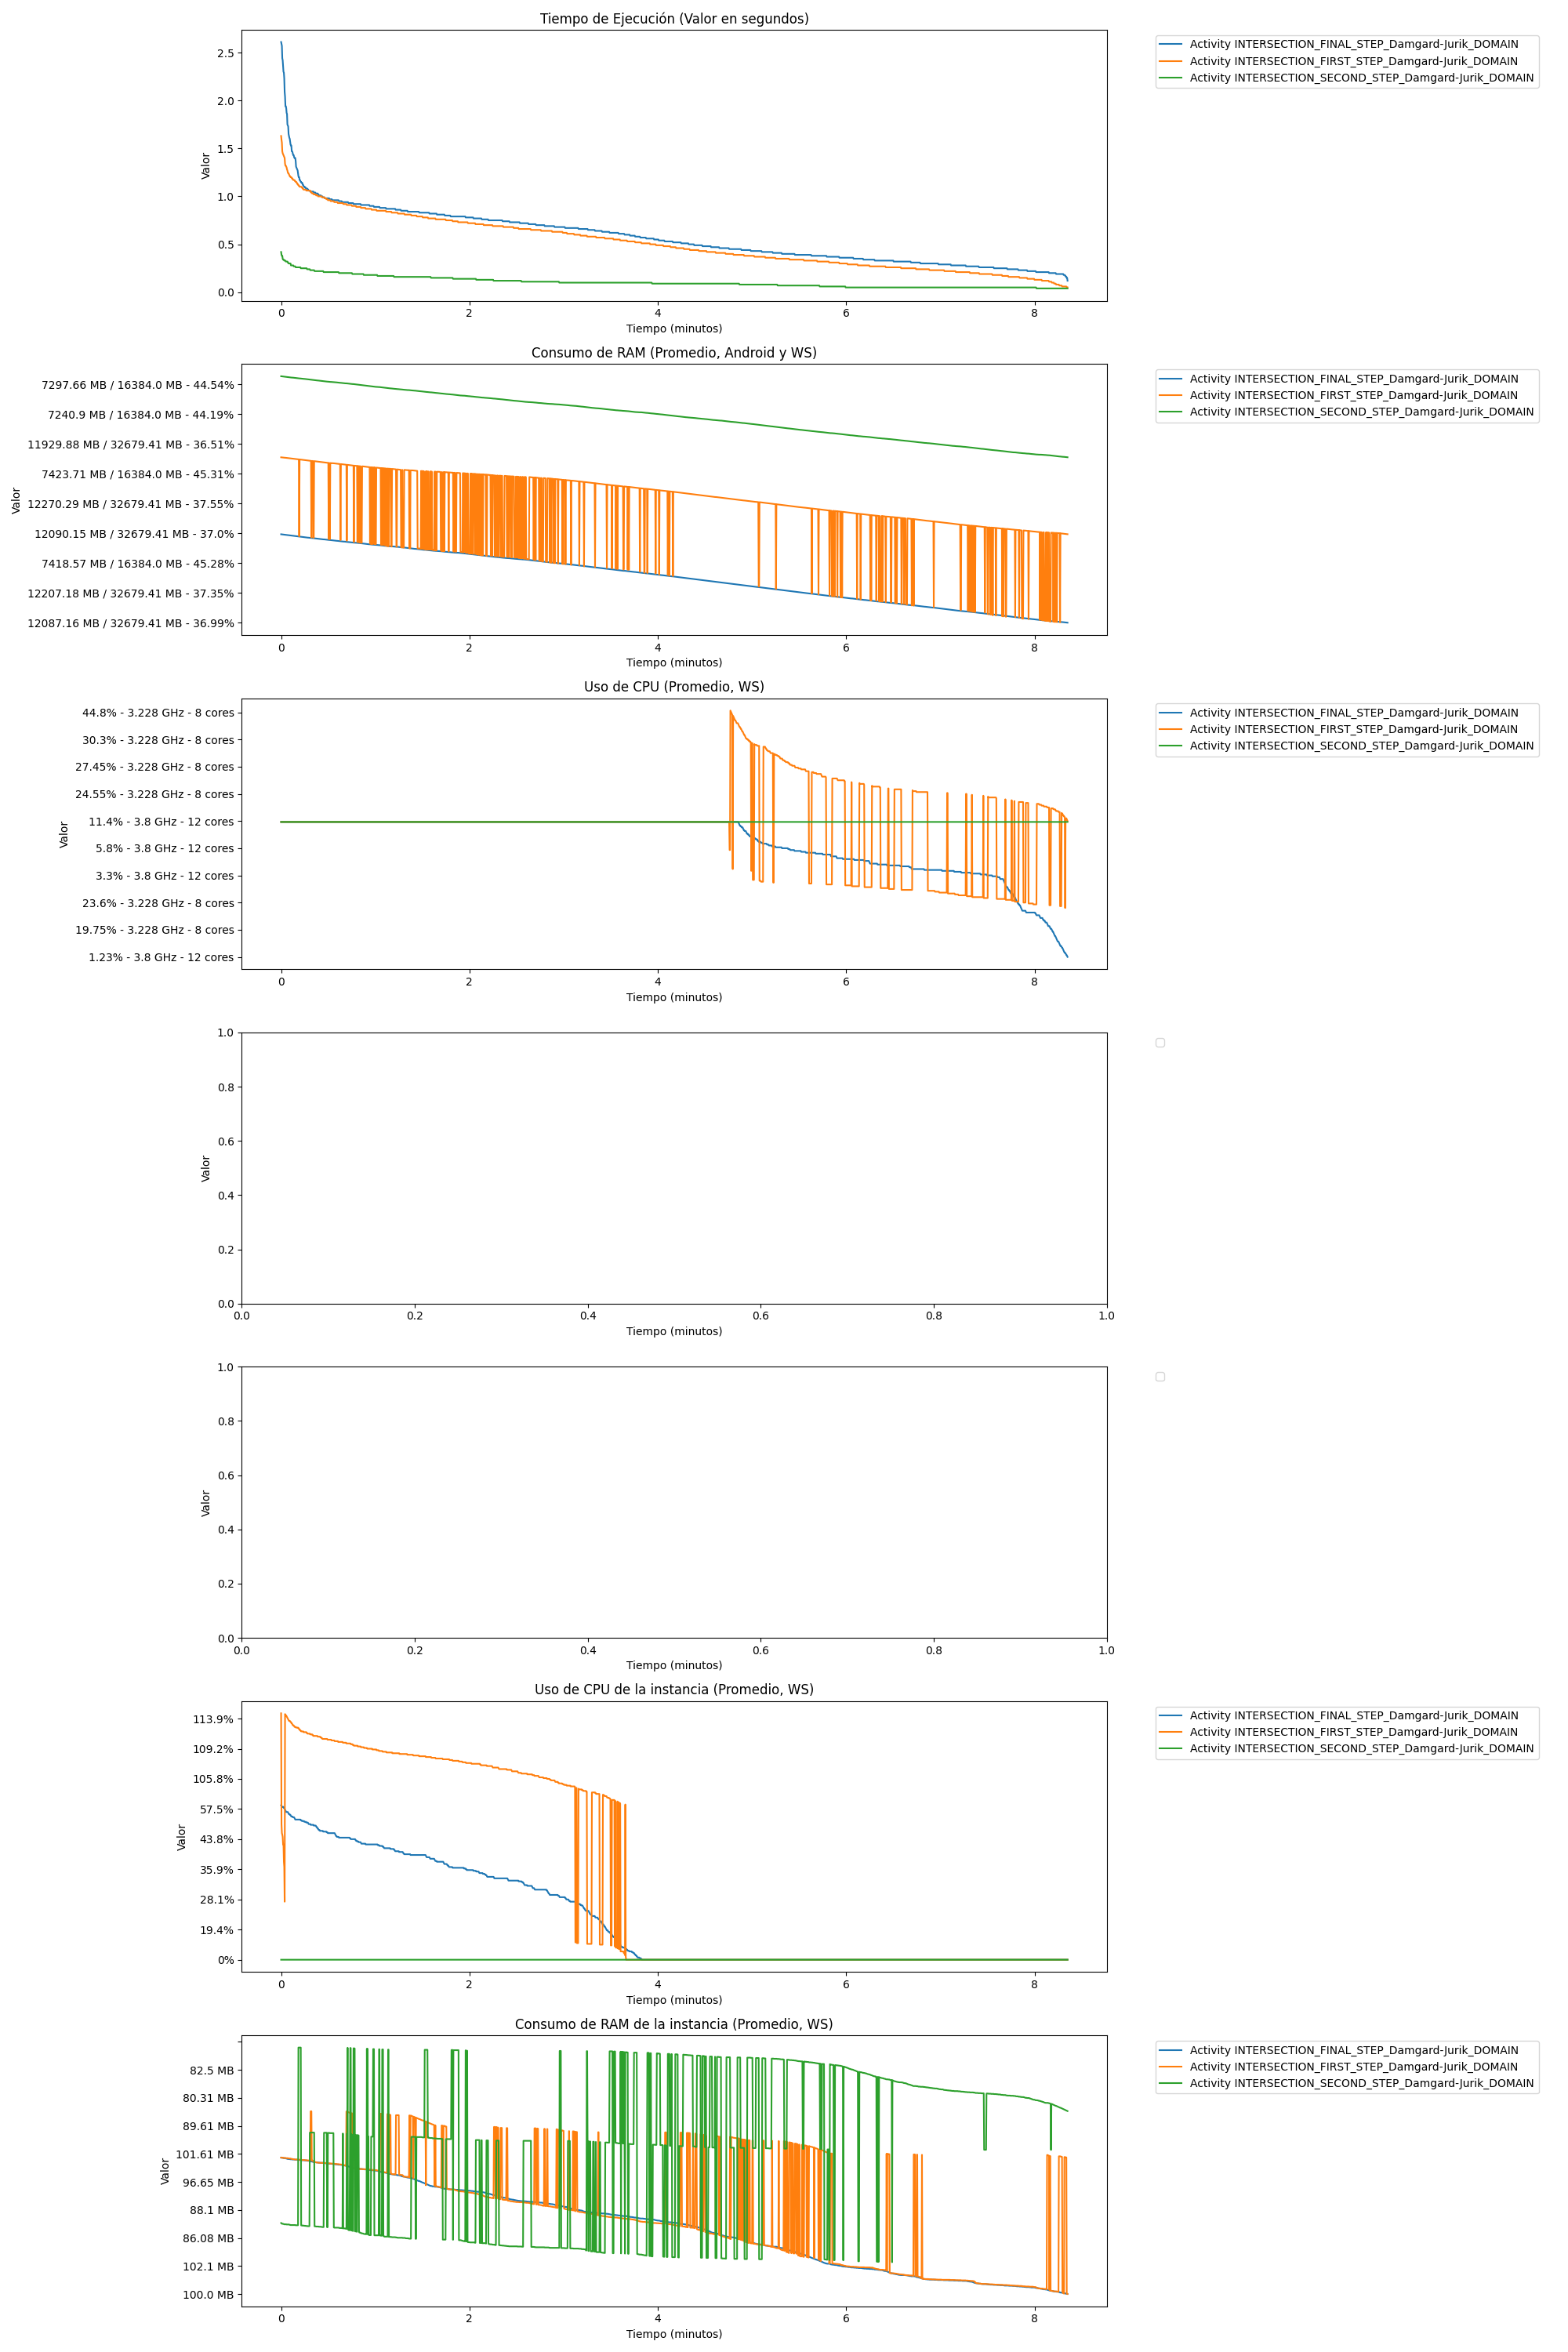 Tiempo de Ejecución (Valor en segundos)
2.5
2.0
1.5
1.0
0.5
0.0
Valor
0 2 4 6 8
Tiempo (minutos)
Activity INTERSECTION_FINAL_STEP_Damgard-Jurik_DOMAIN
Activity INTERSECTION_FIRST_STEP_Damgard-Jurik_DOMAIN
Activity INTERSECTION_SECOND_STEP_Damgard-Jurik_DOMAIN
Consumo de RAM (Promedio, Android y WS)
7297.66 MB / 16384.0 MB - 44.54%
7240.9 MB / 16384.0 MB - 44.19%
11929.88 MB / 32679.41 MB - 36.51%
7423.71 MB / 16384.0 MB - 45.31%
12270.29 MB / 32679.41 MB - 37.55%
12090.15 MB / 32679.41 MB - 37.0%
7418.57 MB / 16384.0 MB - 45.28%
12207.18 MB / 32679.41 MB - 37.35%
12087.16 MB / 32679.41 MB - 36.99%
Valor
0 2 4 6 8
Tiempo (minutos)
Activity INTERSECTION_FINAL_STEP_Damgard-Jurik_DOMAIN
Activity INTERSECTION_FIRST_STEP_Damgard-Jurik_DOMAIN
Activity INTERSECTION_SECOND_STEP_Damgard-Jurik_DOMAIN
Uso de CPU (Promedio, WS)
44.8% - 3.228 GHz - 8 cores
30.3% - 3.228 GHz - 8 cores
27.45% - 3.228 GHz - 8 cores
24.55% - 3.228 GHz - 8 cores
11.4% - 3.8 GHz - 12 cores
5.8% - 3.8 GHz - 12 cores
3.3% - 3.8 GHz - 12 cores
23.6% - 3.228 GHz - 8 cores
19.75% - 3.228 GHz - 8 cores
1.23% - 3.8 GHz - 12 cores
Valor
0 2 4 6 8
Tiempo (minutos)
Activity INTERSECTION_FINAL_STEP_Damgard-Jurik_DOMAIN
Activity INTERSECTION_FIRST_STEP_Damgard-Jurik_DOMAIN
Activity INTERSECTION_SECOND_STEP_Damgard-Jurik_DOMAIN
1.0
0.8
0.6
0.4
0.2
0.0
Valor
0.0 0.2 0.4 0.6 0.8 1.0
Tiempo (minutos)
1.0
0.8
0.6
0.4
0.2
0.0
Valor
0.0 0.2 0.4 0.6 0.8 1.0
Tiempo (minutos)
Uso de CPU de la instancia (Promedio, WS)
113.9%
109.2%
105.8%
57.5%
43.8%
35.9%
28.1%
19.4%
0%
Valor
0 2 4 6 8
Tiempo (minutos)
Activity INTERSECTION_FINAL_STEP_Damgard-Jurik_DOMAIN
Activity INTERSECTION_FIRST_STEP_Damgard-Jurik_DOMAIN
Activity INTERSECTION_SECOND_STEP_Damgard-Jurik_DOMAIN
Consumo de RAM de la instancia (Promedio, WS)
82.5 MB
80.31 MB
89.61 MB
101.61 MB
96.65 MB
88.1 MB
86.08 MB
102.1 MB
100.0 MB
Valor
0 2 4 6 8
Tiempo (minutos)
Activity INTERSECTION_FINAL_STEP_Damgard-Jurik_DOMAIN
Activity INTERSECTION_FIRST_STEP_Damgard-Jurik_DOMAIN
Activity INTERSECTION_SECOND_STEP_Damgard-Jurik_DOMAIN